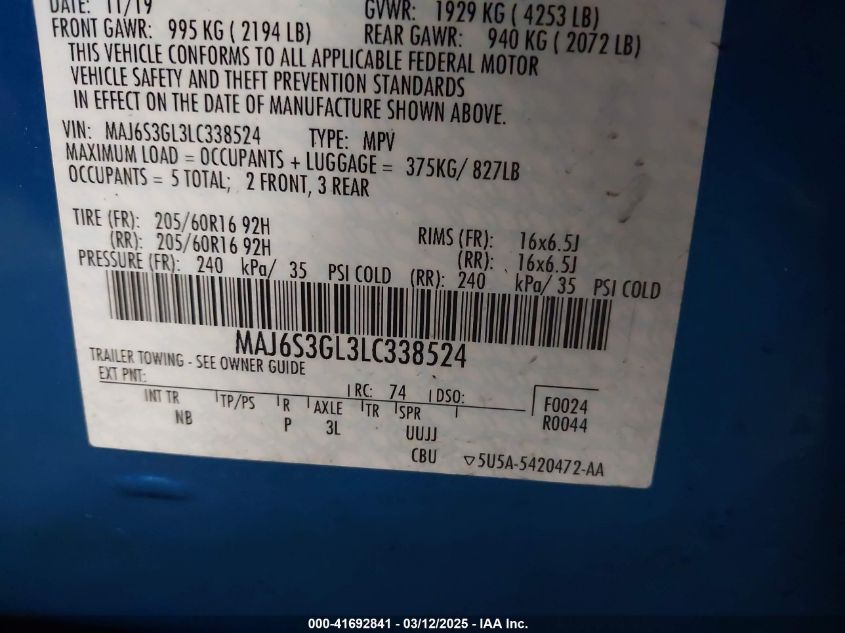 DATE: 11/19 GVWR: 1929 KG ( 4253 LB)
FRONT GAWR: 995 KG ( 2194 LB) REAR GAWR: 940 KG ( 2072 LB)
THIS VEHICLE CONFORMS TO ALL APPLICABLE FEDERAL MOTOR
VEHICLE SAFETY AND THEFT PREVENTION STANDARDS
IN EFFECT ON THE DATE OF MANUFACTURE SHOWN ABOVE.
VIN: MAJ6S3GL3LC338524 TYPE: MPV
MAXIMUM LOAD = OCCUPANTS + LUGGAGE = 375KG/ 827LB
OCCUPANTS = 5 TOTAL; 2 FRONT, 3 REAR
TIRE (FR): 205/60R16 92H RIMS (FR): 16x6.5J
(RR): 205/60R16 92H (RR): 16x6.5J
PRESSURE (FR): 240 kPa/ 35 PSI COLD (RR): 240 kPa/ 35 PSI COLD
MAJ6S3GL3LC338524
TRAILER TOWING - SEE OWNER GUIDE
EXT PNT: RC: 74 DSO:
INT TR TP/PS R AXLE TR SPR F0024
NB P 3L UUJJ R0044
CBU 5U5A-5420472-AA
000-41692841 - 03/12/2025 - IAA Inc.